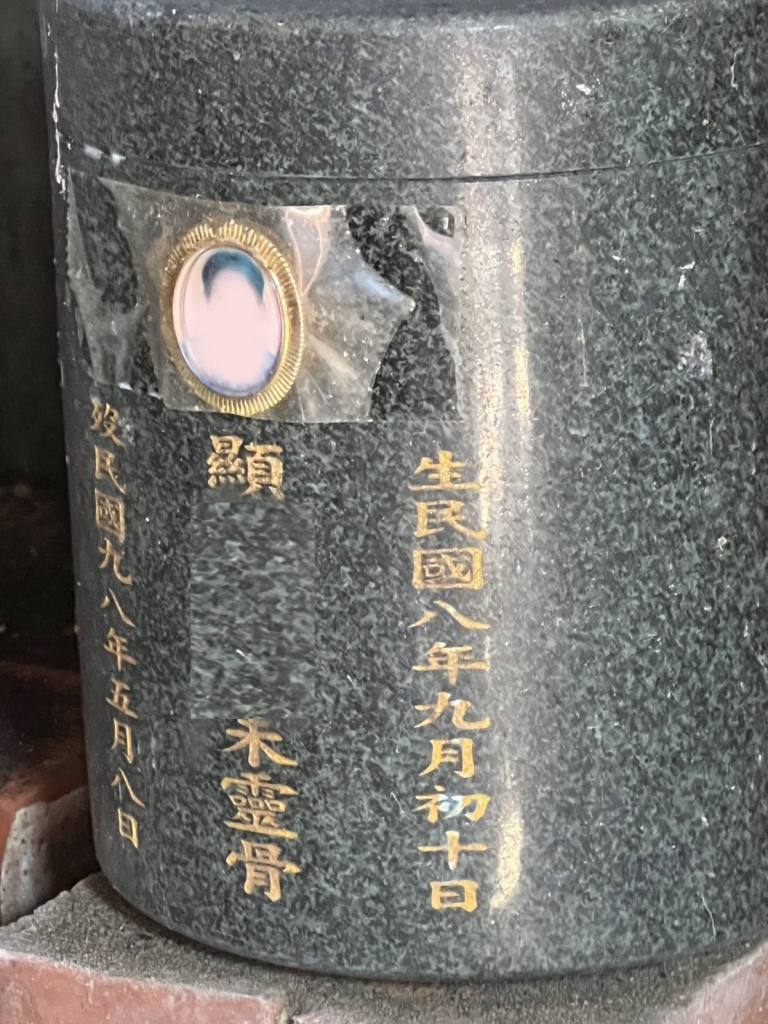 生民國八年九月初十日
顯
禾靈骨
歿民國九八年五月八日